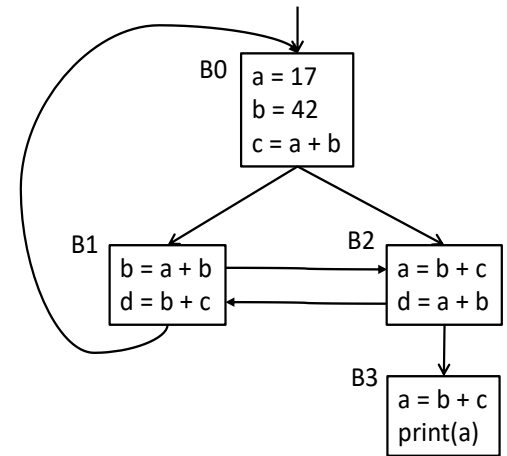 B0
a = 17
b = 42
c = a + b
B1
b = a + b
d = b + c
B2
a = b + c
d = a + b
B3
a = b + c
print(a)